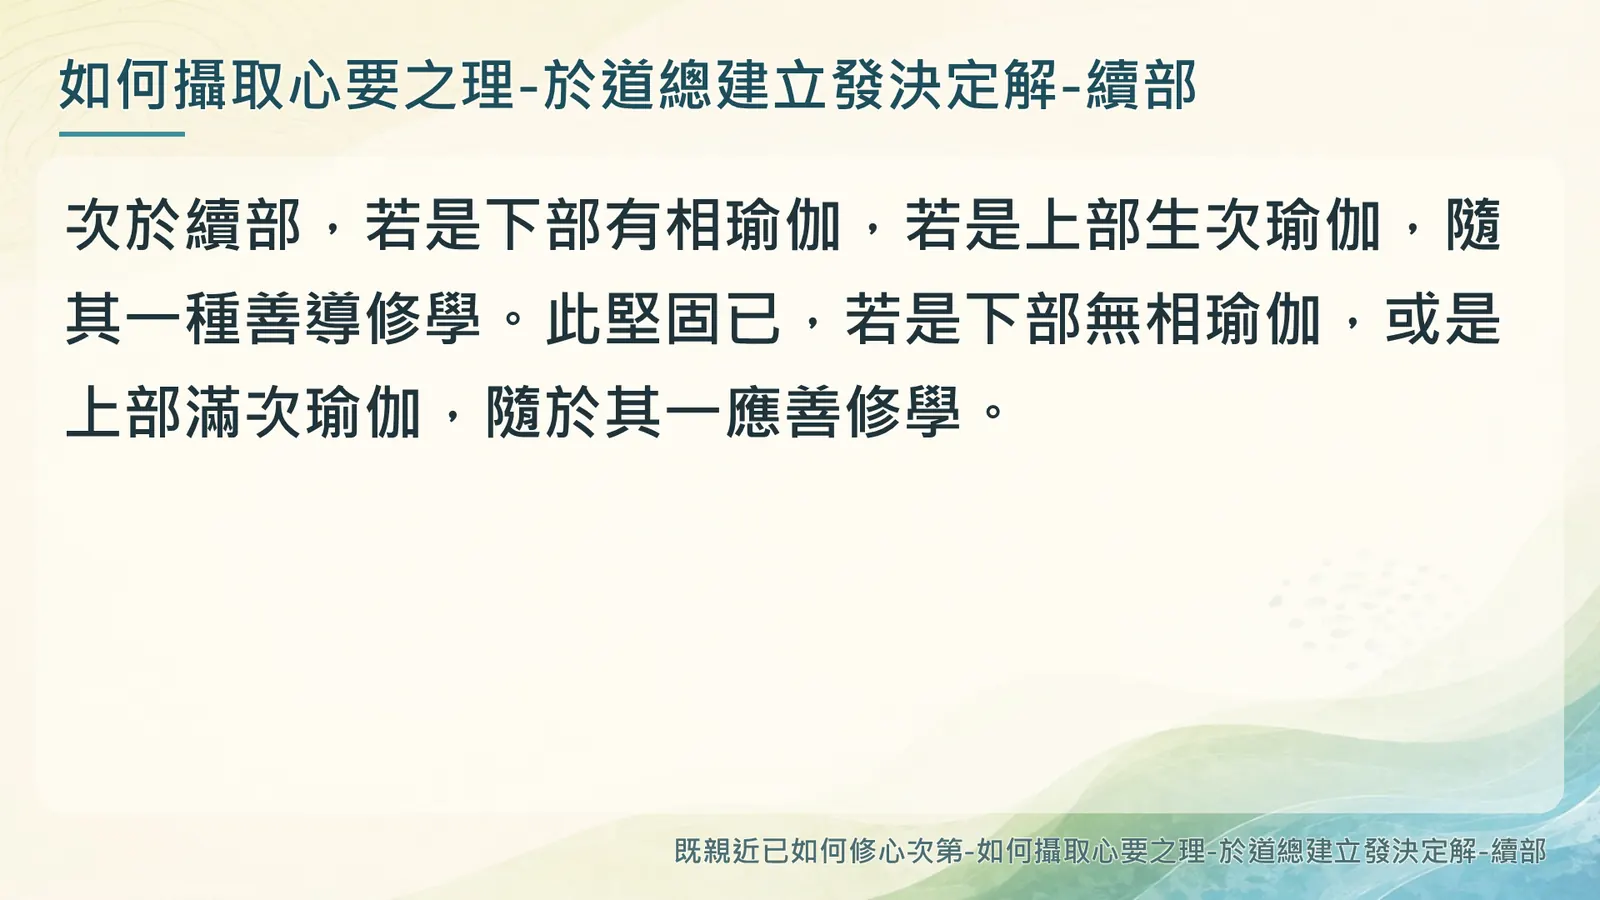 如何攝取心要之理-於道總建立發決定解-續部
次於續部，若是下部有相瑜伽，若是上部生次瑜伽，隨
其一種善導修學。此堅固已，若是下部無相瑜伽，或是
上部滿次瑜伽，隨於其一應善修學。
既親近已如何修心次第-如何攝取心要之理-於道總建立發決定解-續部